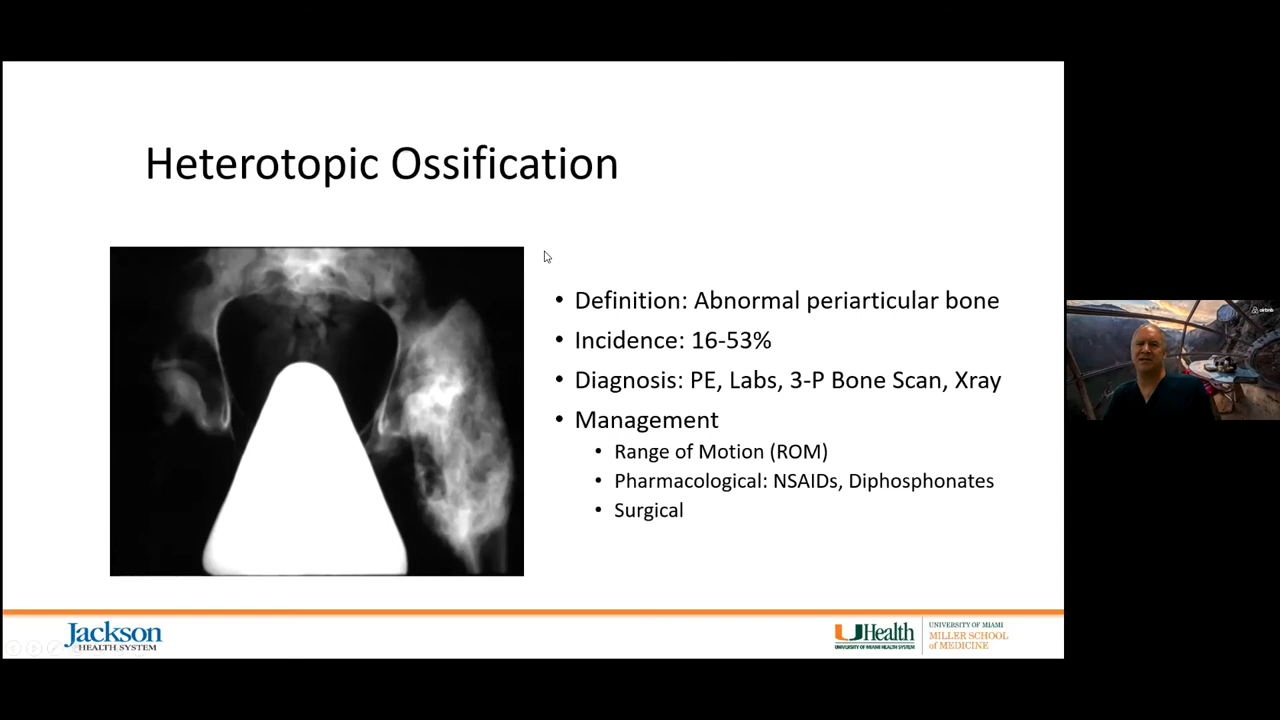 Heterotopic Ossification
• Definition: Abnormal periarticular bone
• Incidence: 16-53%
• Diagnosis: PE, Labs, 3-P Bone Scan, Xray
• Management
• Range of Motion (ROM)
• Pharmacological: NSAIDs, Diphosphonates
• Surgical
airbnb
Jackson
HEALTH SYSTEM
UHealth
UNIVERSITY OF MIAMI HEALTH SYSTEM
UNIVERSITY OF MIAMI
MILLER SCHOOL
of MEDICINE